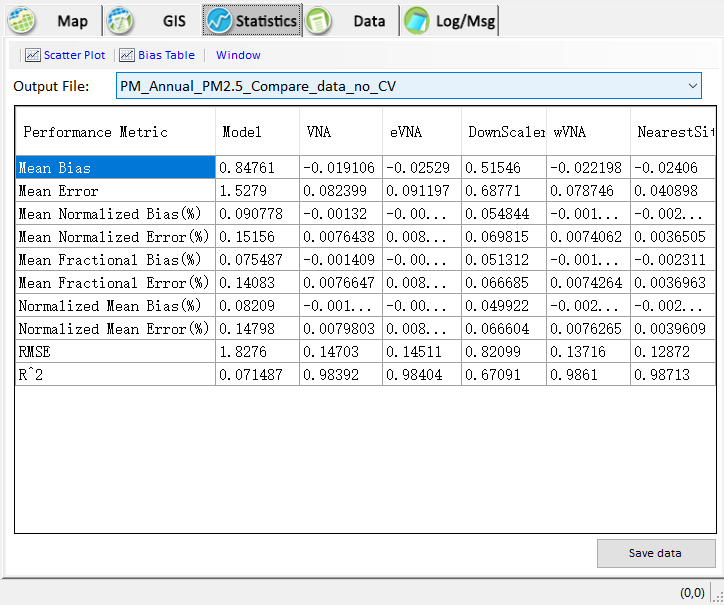 Map GIS Statistics Data Log/Msg
Scatter Plot Bias Table Window
Output File: PM_Annual_PM2.5_Compare_data_no_CV
Performance Metric Model VNA eVNA DownScaler wVNA NearestSit
Mean Bias 0.84761 -0.019106 -0.02529 0.51546 -0.022198 -0.02406
Mean Error 1.5279 0.082399 0.091197 0.68771 0.078746 0.040898
Mean Normalized Bias(%) 0.090778 -0.00132 -0.00... 0.054844 -0.001... -0.002...
Mean Normalized Error(%) 0.15156 0.0076438 0.008... 0.069815 0.0074062 0.0036505
Mean Fractional Bias(%) 0.075487 -0.001409 -0.00... 0.051312 -0.001... -0.002311
Mean Fractional Error(%) 0.14083 0.0076647 0.008... 0.066685 0.0074264 0.0036963
Normalized Mean Bias(%) 0.08209 -0.001... -0.00... 0.049922 -0.002... -0.002...
Normalized Mean Error(%) 0.14798 0.0079803 0.008... 0.066604 0.0076265 0.0039609
RMSE 1.8276 0.14703 0.14511 0.82099 0.13716 0.12872
R^2 0.071487 0.98392 0.98404 0.67091 0.9861 0.98713
Save data
(0,0)